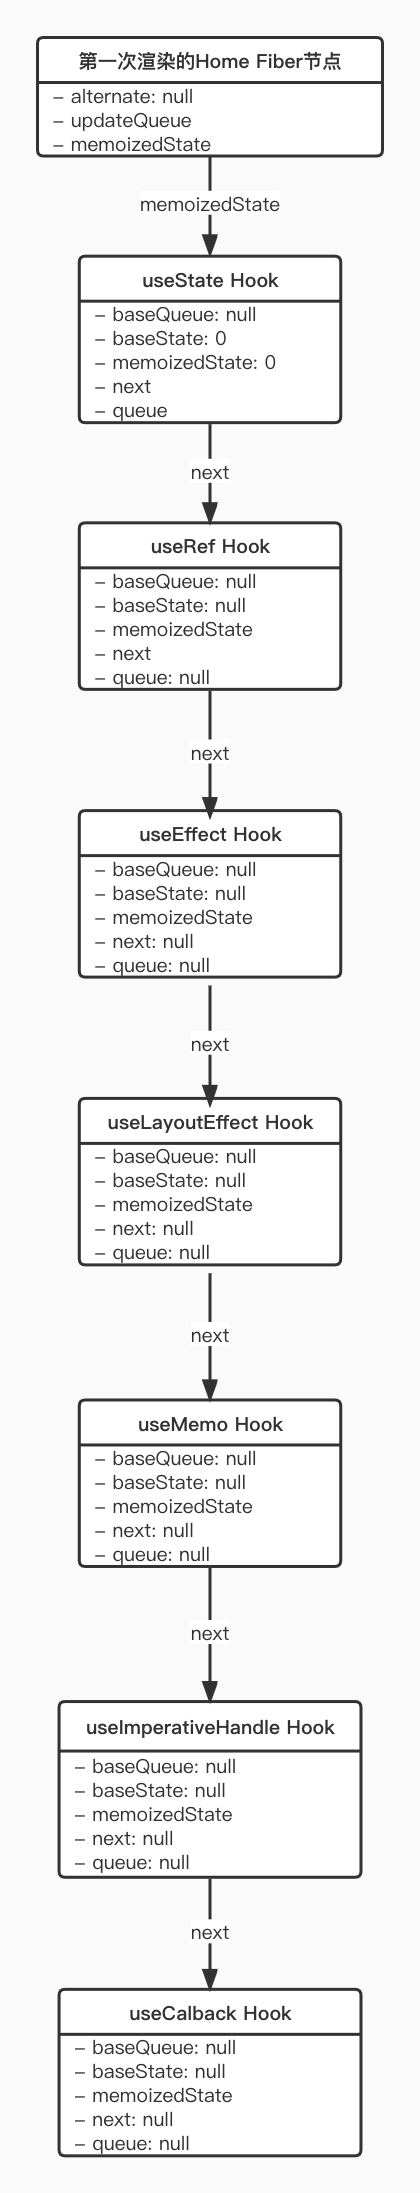 第一次渲染的Home Fiber节点
– alternate: null
– updateQueue
– memoizedState
memoizedState
useState Hook
– baseQueue: null
– baseState: 0
– memoizedState: 0
– next
– queue
next
useRef Hook
– baseQueue: null
– baseState: null
– memoizedState
– next
– queue: null
next
useEffect Hook
– baseQueue: null
– baseState: null
– memoizedState
– next: null
– queue: null
next
useLayoutEffect Hook
– baseQueue: null
– baseState: null
– memoizedState
– next: null
– queue: null
next
useMemo Hook
– baseQueue: null
– baseState: null
– memoizedState
– next: null
– queue: null
next
useImperativeHandle Hook
– baseQueue: null
– baseState: null
– memoizedState
– next: null
– queue: null
next
useCalback Hook
– baseQueue: null
– baseState: null
– memoizedState
– next: null
– queue: null